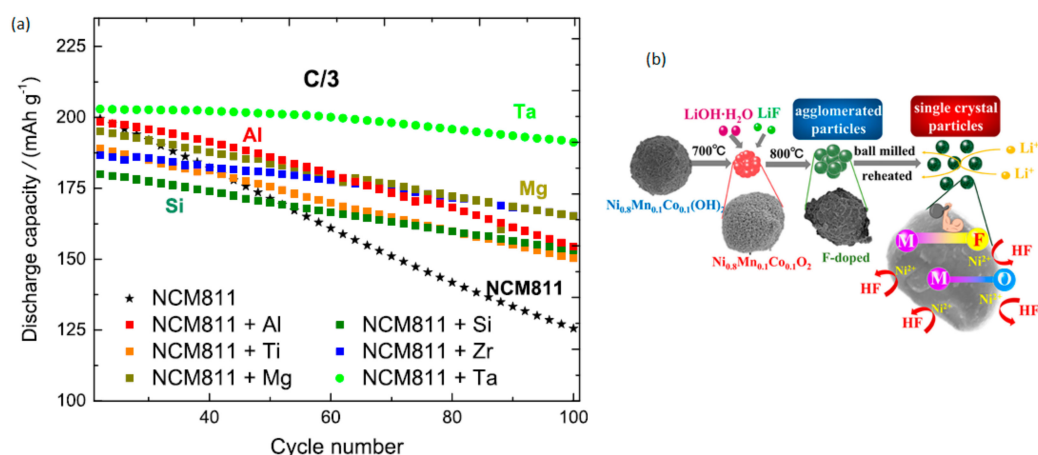 (a)
225
200
175
150
125
100
Discharge capacity / (mAh g⁻¹)
C/3
Ta
Al
Mg
Si
NCM811
★ NCM811
■ NCM811 + Al
■ NCM811 + Ti
■ NCM811 + Mg
■ NCM811 + Si
■ NCM811 + Zr
● NCM811 + Ta
40
60
80
100
Cycle number
(b)
LiOH·H₂O
LiF
agglomerated
particles
single crystal
particles
700℃
800℃
ball milled
reheated
Li⁺
Li⁺
Ni₀.₈Mn₀.₁Co₀.₁(OH)₂
Ni₀.₈Mn₀.₁Co₀.₁O₂
F-doped
M
F
HF
Ni²⁺
Ni²⁺
M
O
HF
Ni²⁺
Ni²⁺
HF
HF